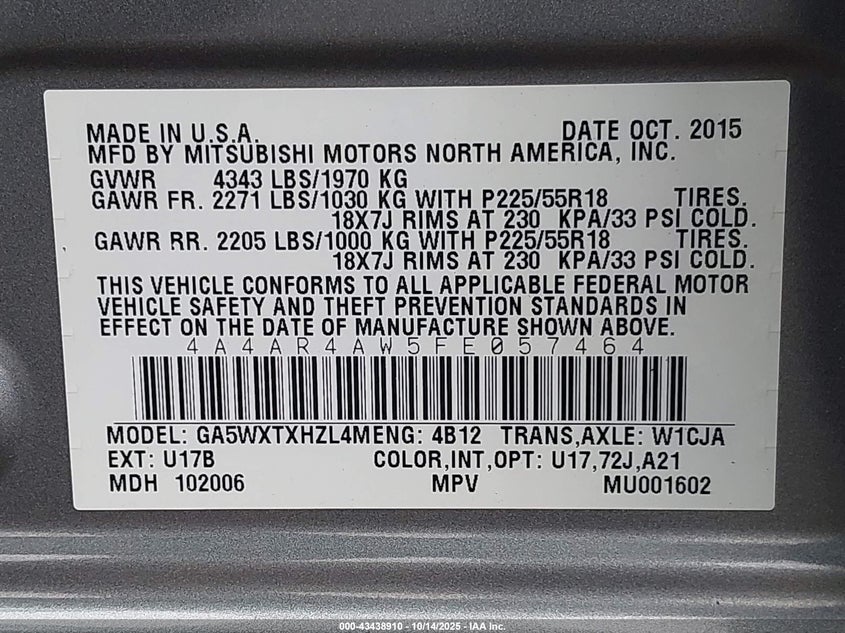 MADE IN U.S.A. DATE OCT. 2015
MFD BY MITSUBISHI MOTORS NORTH AMERICA, INC.
GVWR 4343 LBS/1970 KG
GAWR FR. 2271 LBS/1030 KG WITH P225/55R18 TIRES.
18X7J RIMS AT 230 KPA/33 PSI COLD.
GAWR RR. 2205 LBS/1000 KG WITH P225/55R18 TIRES.
18X7J RIMS AT 230 KPA/33 PSI COLD.
THIS VEHICLE CONFORMS TO ALL APPLICABLE FEDERAL MOTOR
VEHICLE SAFETY AND THEFT PREVENTION STANDARDS IN
EFFECT ON THE DATE OF MANUFACTURE SHOWN ABOVE.
4A4AR4AW5FE057464
MODEL: GA5WXTXHZL4MENG: 4B12 TRANS,AXLE: W1CJA
EXT: U17B COLOR,INT,OPT: U17,72J,A21
MDH 102006 MPV MU001602
000-43438910 - 10/14/2025 - IAA Inc.